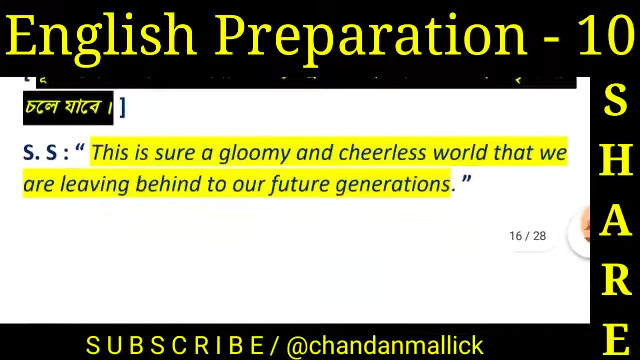 English Preparation - 10
চলে যাবে। ]
S. S : “ This is sure a gloomy and cheerless world that we
are leaving behind to our future generations. ”
16 / 28
S
H
A
R
E
SUBSCRIBE/ @chandanmallick